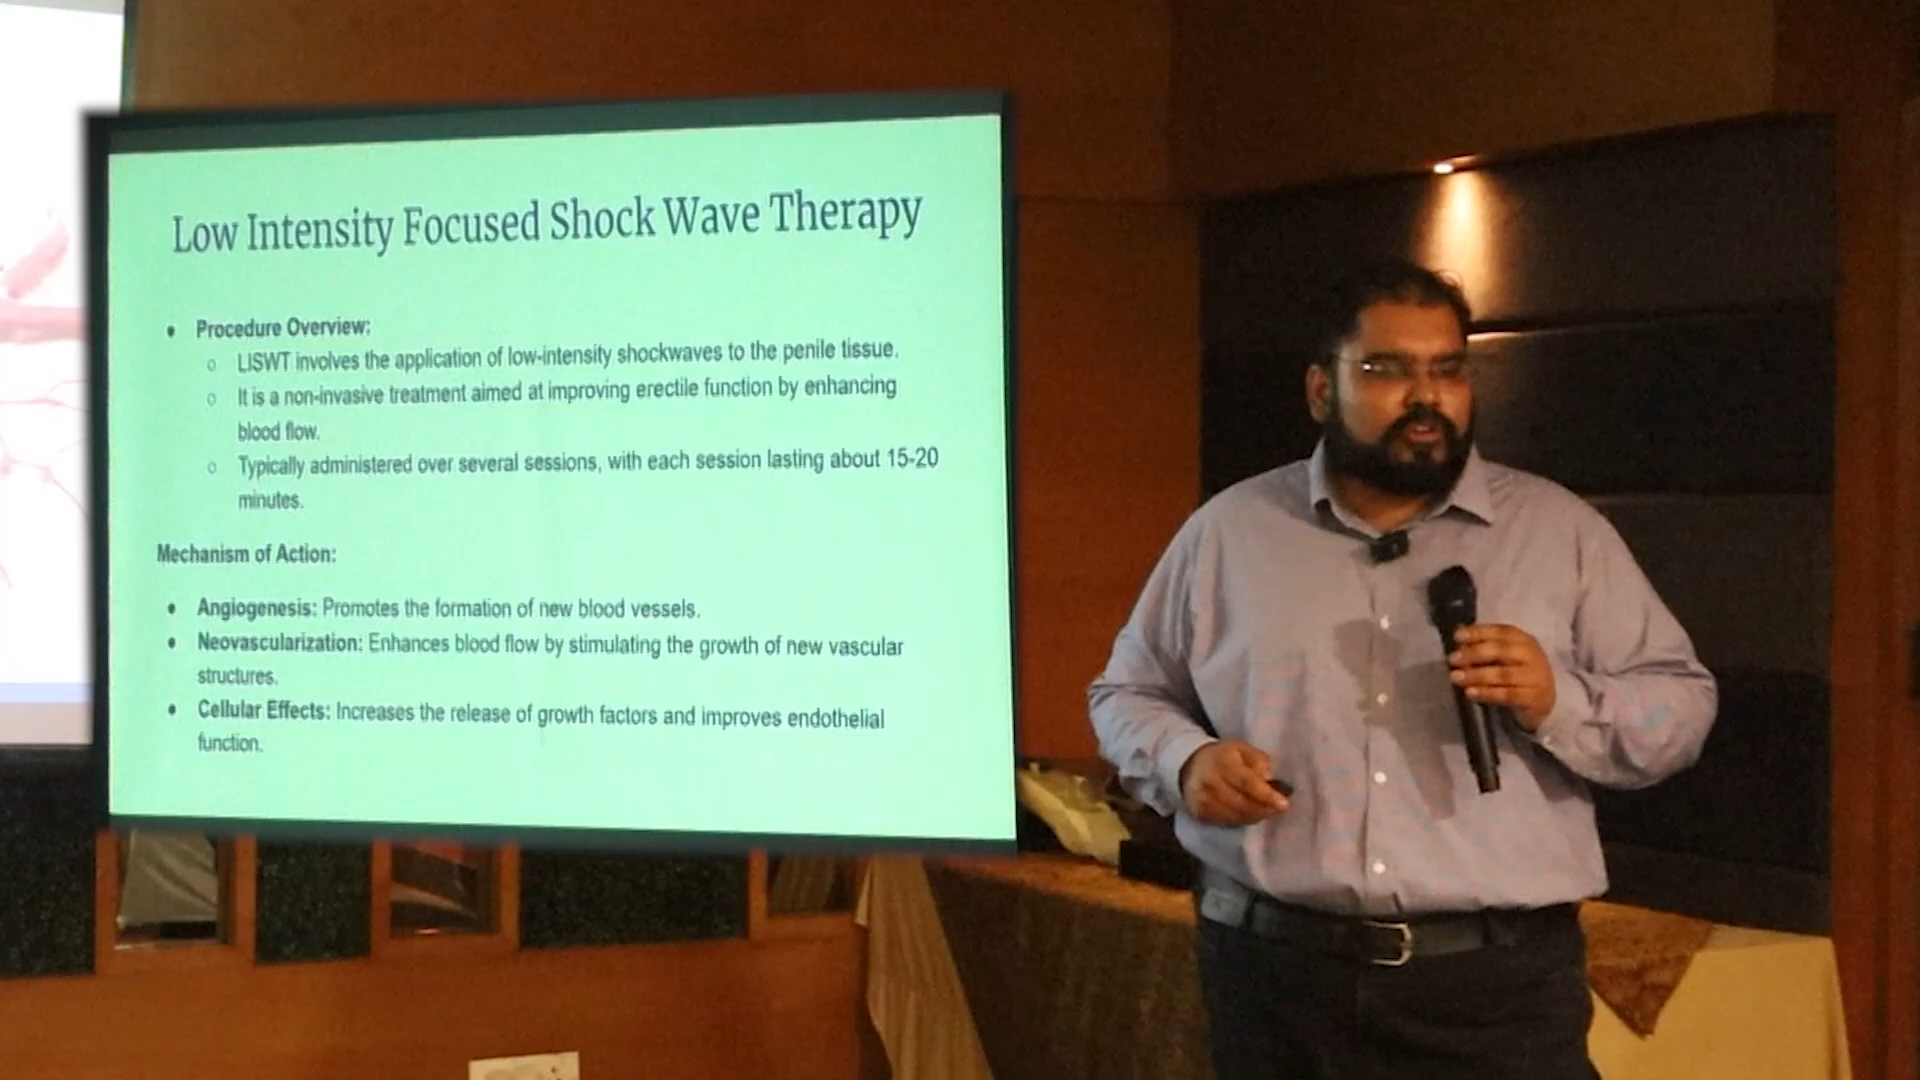 Low Intensity Focused Shock Wave Therapy
● Procedure Overview:
○ LISWT involves the application of low-intensity shockwaves to the penile tissue.
○ It is a non-invasive treatment aimed at improving erectile function by enhancing
blood flow.
○ Typically administered over several sessions, with each session lasting about 15-20
minutes.
Mechanism of Action:
● Angiogenesis: Promotes the formation of new blood vessels.
● Neovascularization: Enhances blood flow by stimulating the growth of new vascular
structures.
● Cellular Effects: Increases the release of growth factors and improves endothelial
function.